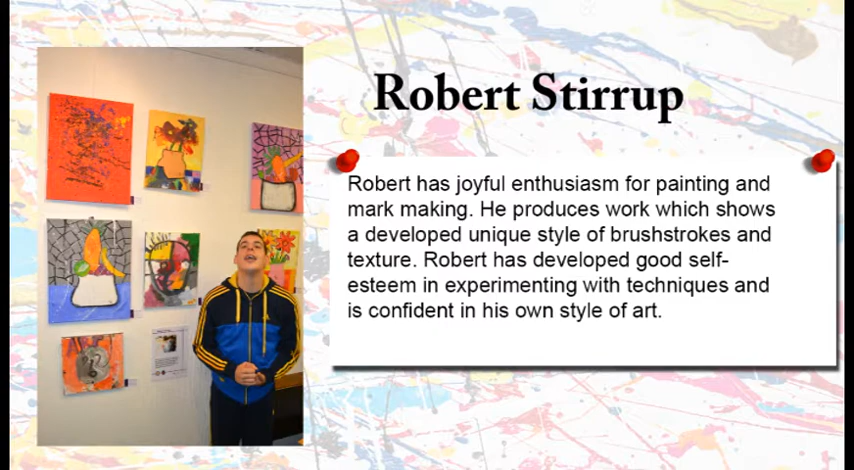 Robert Stirrup
Robert has joyful enthusiasm for painting and
mark making. He produces work which shows
a developed unique style of brushstrokes and
texture. Robert has developed good self-
esteem in experimenting with techniques and
is confident in his own style of art.